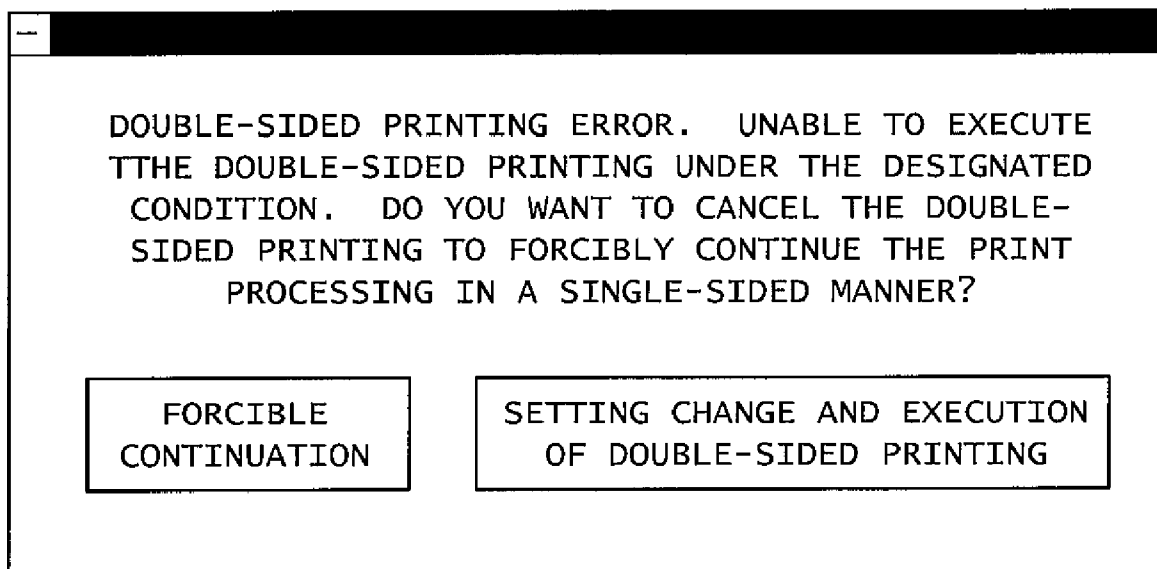 DOUBLE-SIDED PRINTING ERROR.  UNABLE TO EXECUTE
TTHE DOUBLE-SIDED PRINTING UNDER THE DESIGNATED
CONDITION.  DO YOU WANT TO CANCEL THE DOUBLE-
SIDED PRINTING TO FORCIBLY CONTINUE THE PRINT
PROCESSING IN A SINGLE-SIDED MANNER?
FORCIBLE
CONTINUATION
SETTING CHANGE AND EXECUTION
OF DOUBLE-SIDED PRINTING